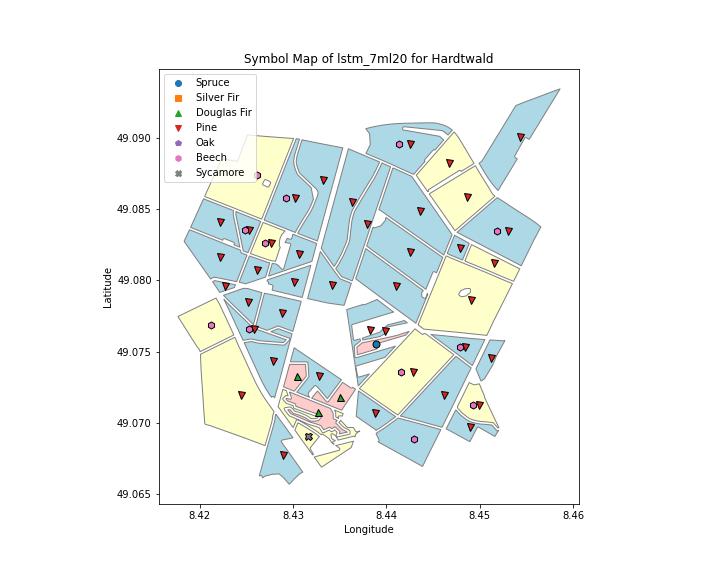 Symbol Map of lstm_7ml20 for Hardtwald
Spruce
Silver Fir
Douglas Fir
Pine
Oak
Beech
Sycamore
49.090
49.085
49.080
49.075
49.070
49.065
Latitude
8.42 8.43 8.44 8.45 8.46
Longitude